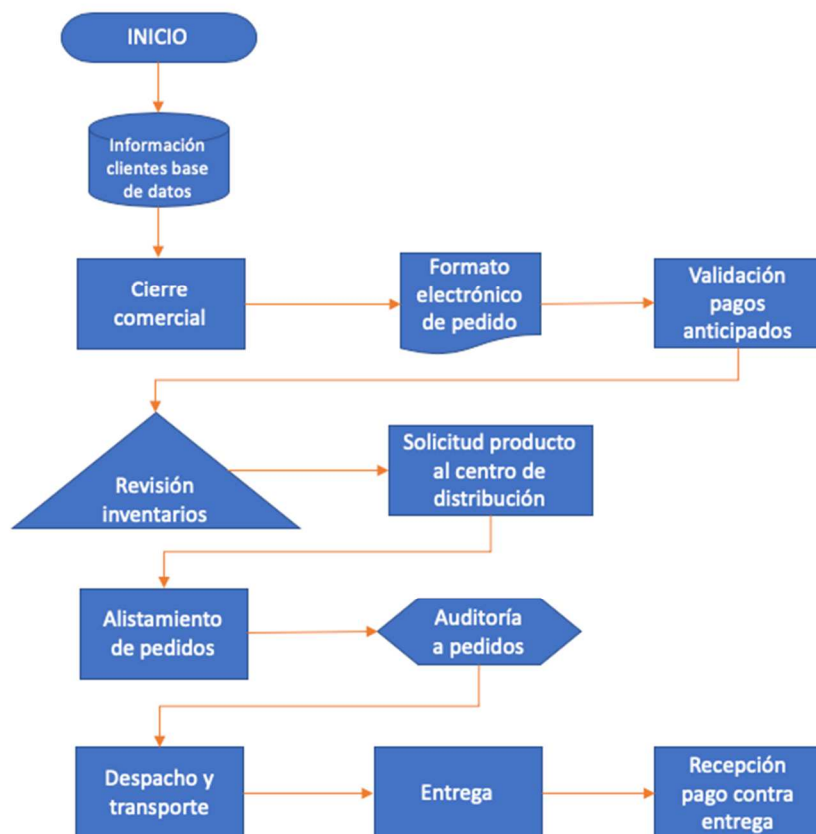 INICIO
Información
clientes base
de datos
Cierre
comercial
Formato
electrónico
de pedido
Validación
pagos
anticipados
Revisión
inventarios
Solicitud producto
al centro de
distribución
Alistamiento
de pedidos
Auditoría
a pedidos
Despacho y
transporte
Entrega
Recepción
pago contra
entrega